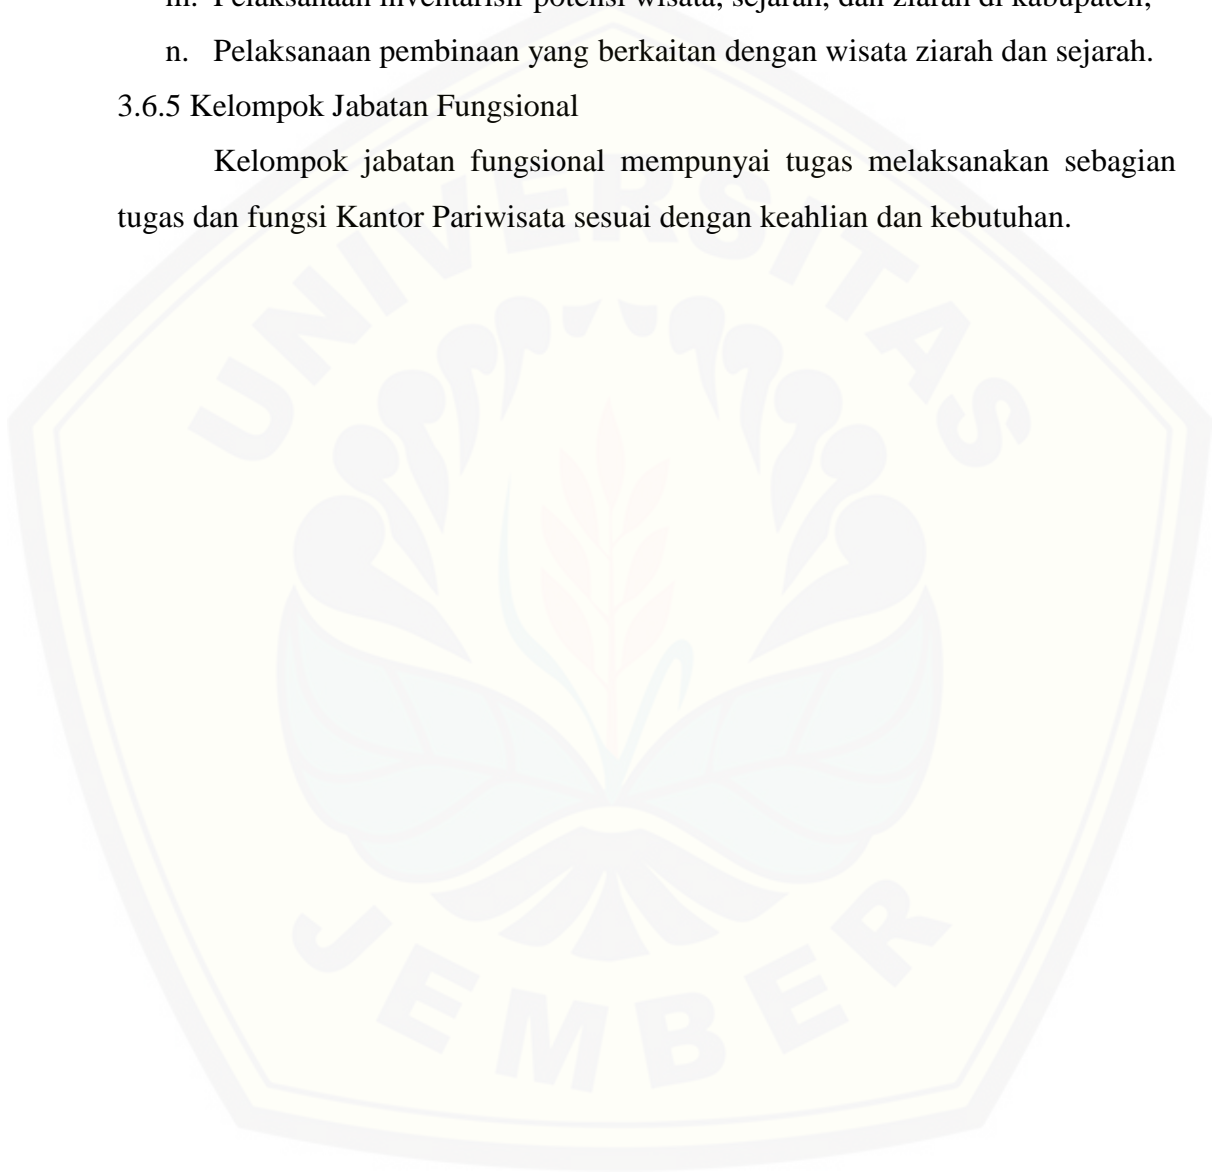 m. Pelaksanaan inventarisir potensi wisata, sejarah, dan ziarah di kabupaten;
n. Pelaksanaan pembinaan yang berkaitan dengan wisata ziarah dan sejarah.
3.6.5 Kelompok Jabatan Fungsional
Kelompok jabatan fungsional mempunyai tugas melaksanakan sebagian
tugas dan fungsi Kantor Pariwisata sesuai dengan keahlian dan kebutuhan.
UNIVERSITAS
JEMBER